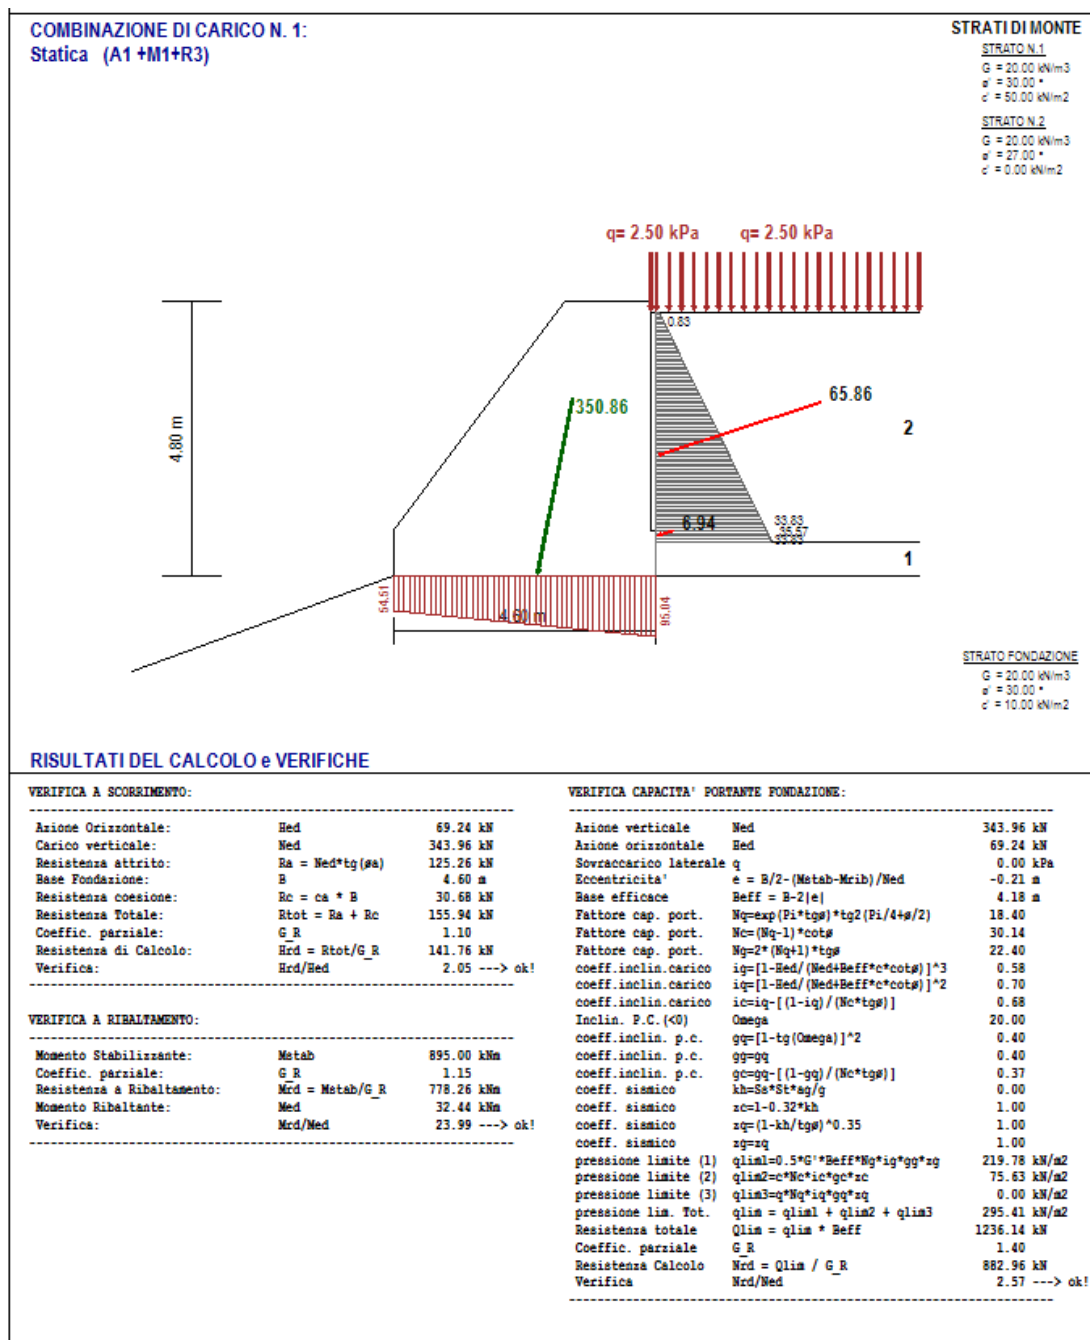 COMBINAZIONE DI CARICO N. 1:
Statica (A1 +M1+R3)
STRATI DI MONTE
STRATO N.1
G = 20.00 kN/m3
ø' = 30.00 °
c' = 50.00 kN/m2
STRATO N.2
G = 20.00 kN/m3
ø' = 27.00 °
c' = 0.00 kN/m2
q= 2.50 kPa
q= 2.50 kPa
0.83
4.80 m
350.86
65.86
2
6.94
33.83
35.57
33.83
1
54.51
4.60 m
95.04
STRATO FONDAZIONE
G = 20.00 kN/m3
ø' = 30.00 °
c' = 10.00 kN/m2
RISULTATI DEL CALCOLO e VERIFICHE
VERIFICA A SCORRIMENTO:
Azione Orizzontale: Hed 69.24 kN
Carico verticale: Ned 343.96 kN
Resistenza attrito: Ra = Ned*tg(øa) 125.26 kN
Base Fondazione: B 4.60 m
Resistenza coesione: Rc = ca * B 30.68 kN
Resistenza Totale: Rtot = Ra + Rc 155.94 kN
Coeffic. parziale: G_R 1.10
Resistenza di Calcolo: Hrd = Rtot/G_R 141.76 kN
Verifica: Hrd/Hed 2.05 ---> ok!
VERIFICA A RIBALTAMENTO:
Momento Stabilizzante: Mstab 895.00 kNm
Coeffic. parziale: G_R 1.15
Resistenza a Ribaltamento: Mrd = Mstab/G_R 778.26 kNm
Momento Ribaltante: Med 32.44 kNm
Verifica: Mrd/Med 23.99 ---> ok!
VERIFICA CAPACITA' PORTANTE FONDAZIONE:
Azione verticale Ned 343.96 kN
Azione orizzontale Hed 69.24 kN
Sovraccarico laterale q 0.00 kPa
Eccentricita' e = B/2-(Mstab-Mrib)/Ned -0.21 m
Base efficace Beff = B-2|e| 4.18 m
Fattore cap. port. Nq=exp(Pi*tgø)*tg2(Pi/4+ø/2) 18.40
Fattore cap. port. Nc=(Nq-1)*cotø 30.14
Fattore cap. port. Ng=2*(Nq+1)*tgø 22.40
coeff.inclin.carico ig=[1-Hed/(Ned+Beff*c*cotø)]^3 0.58
coeff.inclin.carico iq=[1-Hed/(Ned+Beff*c*cotø)]^2 0.70
coeff.inclin.carico ic=iq-[(1-iq)/(Nc*tgø)] 0.68
Inclin. P.C.(<0) Omega 20.00
coeff.inclin. p.c. gq=[1-tg(Omega)]^2 0.40
coeff.inclin. p.c. gg=gq 0.40
coeff.inclin. p.c. gc=gq-[(1-gq)/(Nc*tgø)] 0.37
coeff. sismico kh=Ss*St*ag/g 0.00
coeff. sismico zc=1-0.32*kh 1.00
coeff. sismico zq=(1-kh/tgø)^0.35 1.00
coeff. sismico zg=zq 1.00
pressione limite (1) qlim1=0.5*G'*Beff*Ng*ig*gg*zg 219.78 kN/m2
pressione limite (2) qlim2=c*Nc*ic*gc*zc 75.63 kN/m2
pressione limite (3) qlim3=q*Nq*iq*gq*zq 0.00 kN/m2
pressione lim. Tot. qlim = qlim1 + qlim2 + qlim3 295.41 kN/m2
Resistenza totale Qlim = qlim * Beff 1236.14 kN
Coeffic. parziale G_R 1.40
Resistenza Calcolo Nrd = Qlim / G_R 882.96 kN
Verifica Nrd/Ned 2.57 ---> ok!